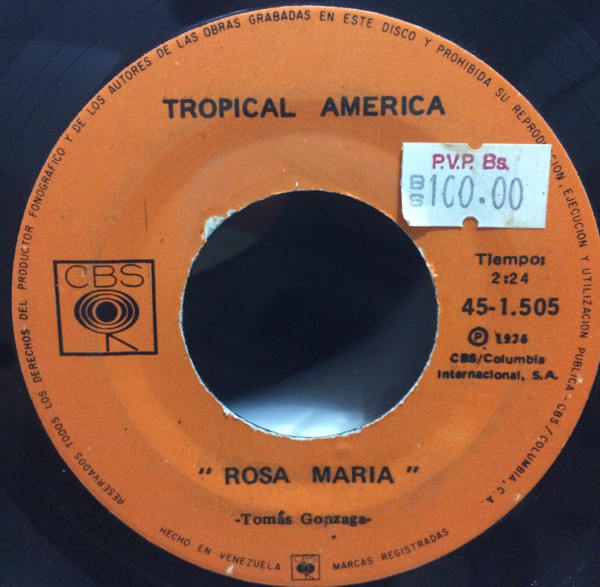 RESERVADOS TODOS LOS DERECHOS DEL PRODUCTOR FONOGRAFICO Y DE LOS AUTORES DE LAS OBRAS GRABADAS EN ESTE DISCO Y PROHIBIDA SU REPRODUCCION, EJECUCION Y UTILIZACION PUBLICA - CBS/COLUMBIA, C.A.
TROPICAL AMERICA
P.V.P. Bs.
BS 100.00
CBS
Tiempo:
2:24
45-1.505
Ⓟ 1976
CBS/Columbia
Internacional, S.A.
" ROSA MARIA "
-Tomás Gonzaga-
HECHO EN VENEZUELA CBS MARCAS REGISTRADAS